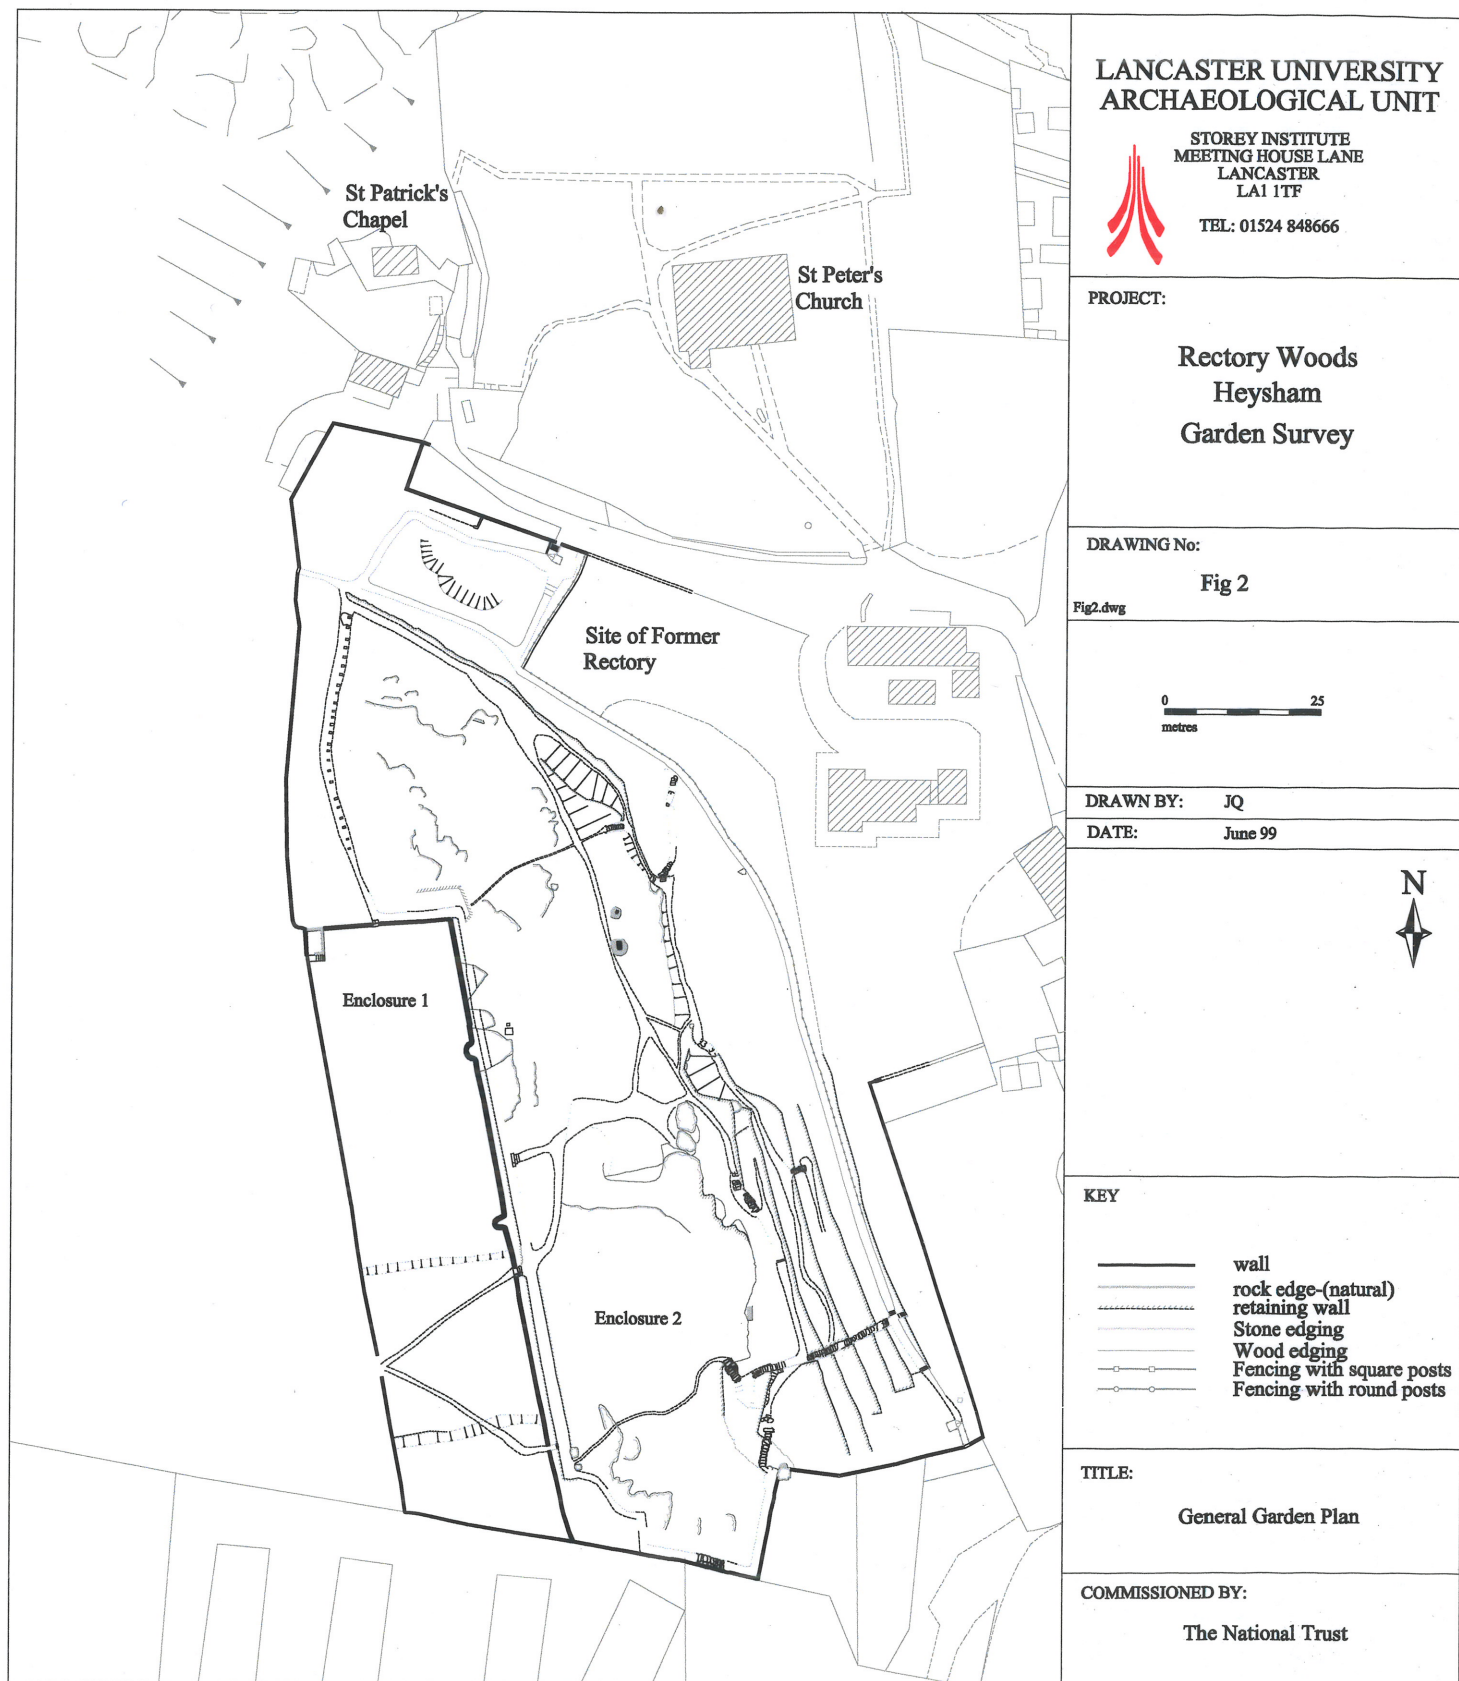 St Patrick's
Chapel
St Peter's
Church
Site of Former
Rectory
Enclosure 1
Enclosure 2
LANCASTER UNIVERSITY
ARCHAEOLOGICAL UNIT
STOREY INSTITUTE
MEETING HOUSE LANE
LANCASTER
LA1 1TF
TEL: 01524 848666
PROJECT:
Rectory Woods
Heysham
Garden Survey
DRAWING No:
Fig 2
Fig2.dwg
0 25
metres
DRAWN BY: JQ
DATE: June 99
N
KEY
wall
rock edge-(natural)
retaining wall
Stone edging
Wood edging
Fencing with square posts
Fencing with round posts
TITLE:
General Garden Plan
COMMISSIONED BY:
The National Trust